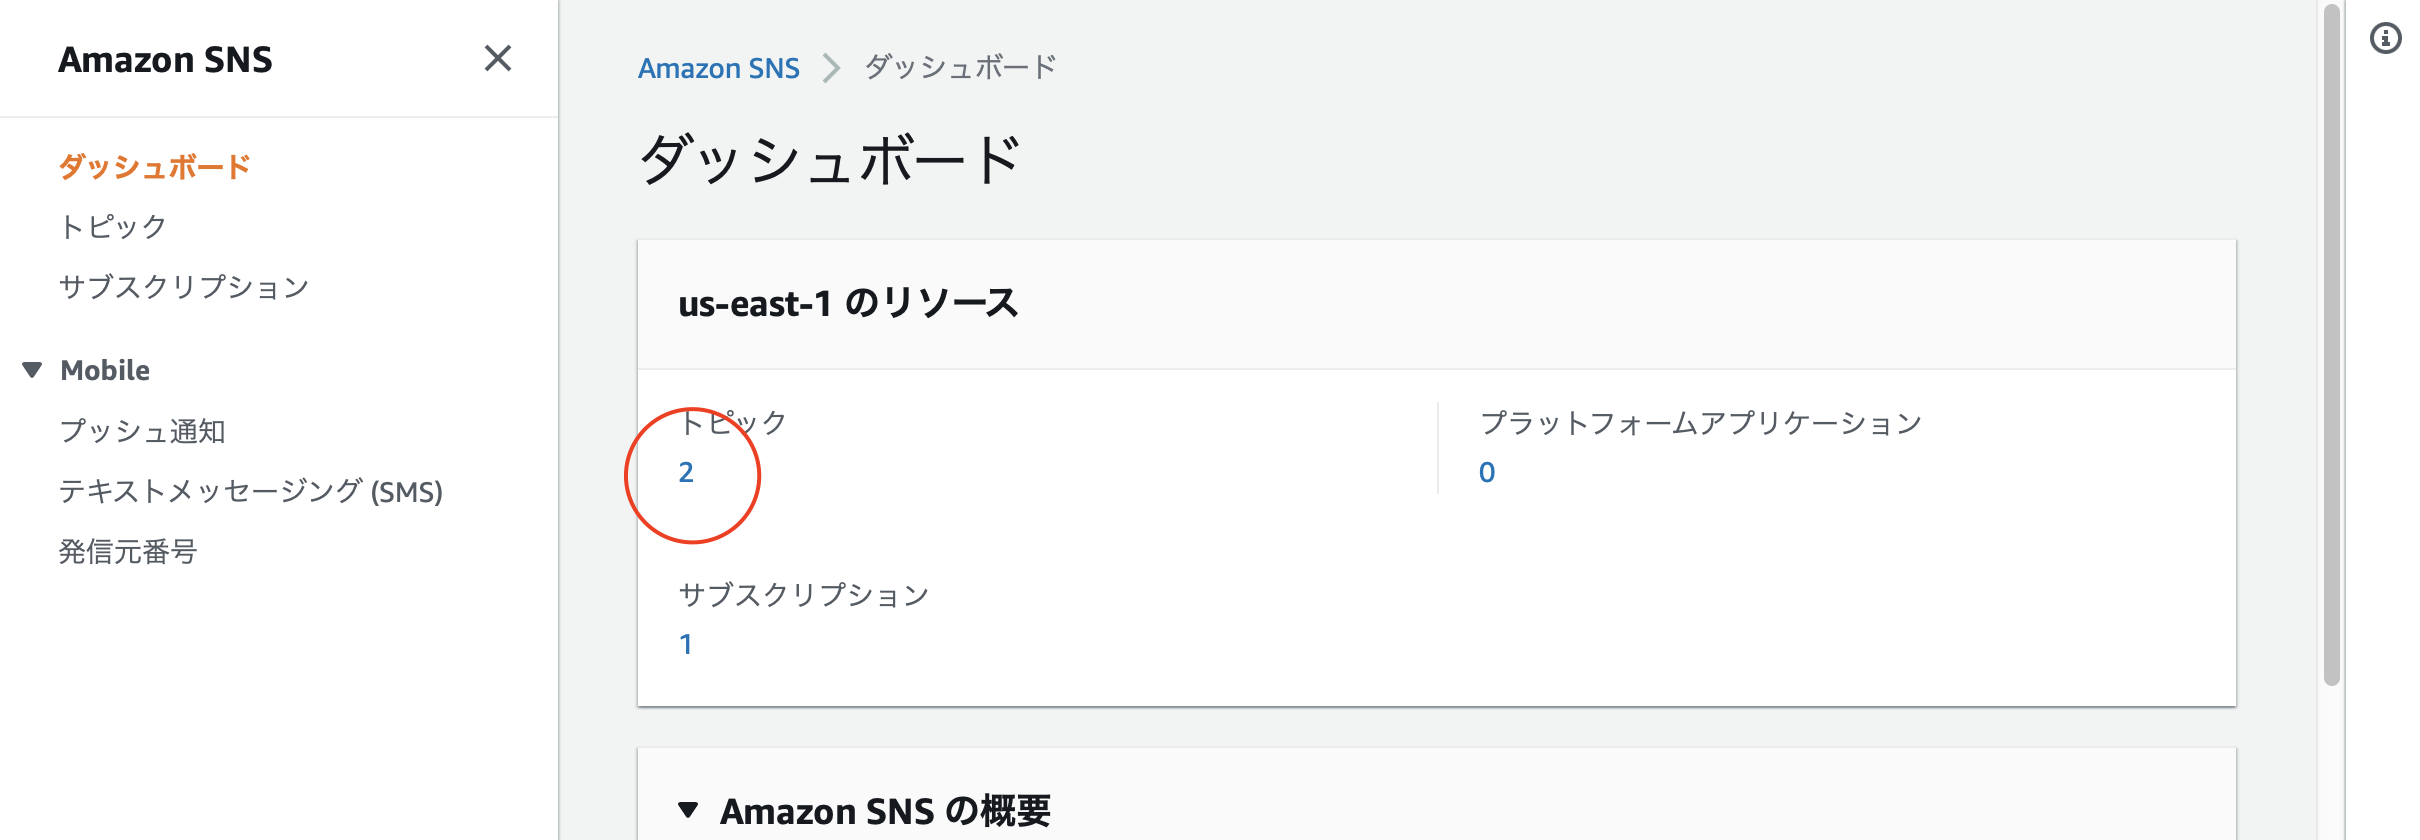 Amazon SNS
ダッシュボード
トピック
サブスクリプション
Mobile
プッシュ通知
テキストメッセージング (SMS)
発信元番号
Amazon SNS ダッシュボード
ダッシュボード
us-east-1 のリソース
トピック
2
プラットフォームアプリケーション
0
サブスクリプション
1
Amazon SNS の概要